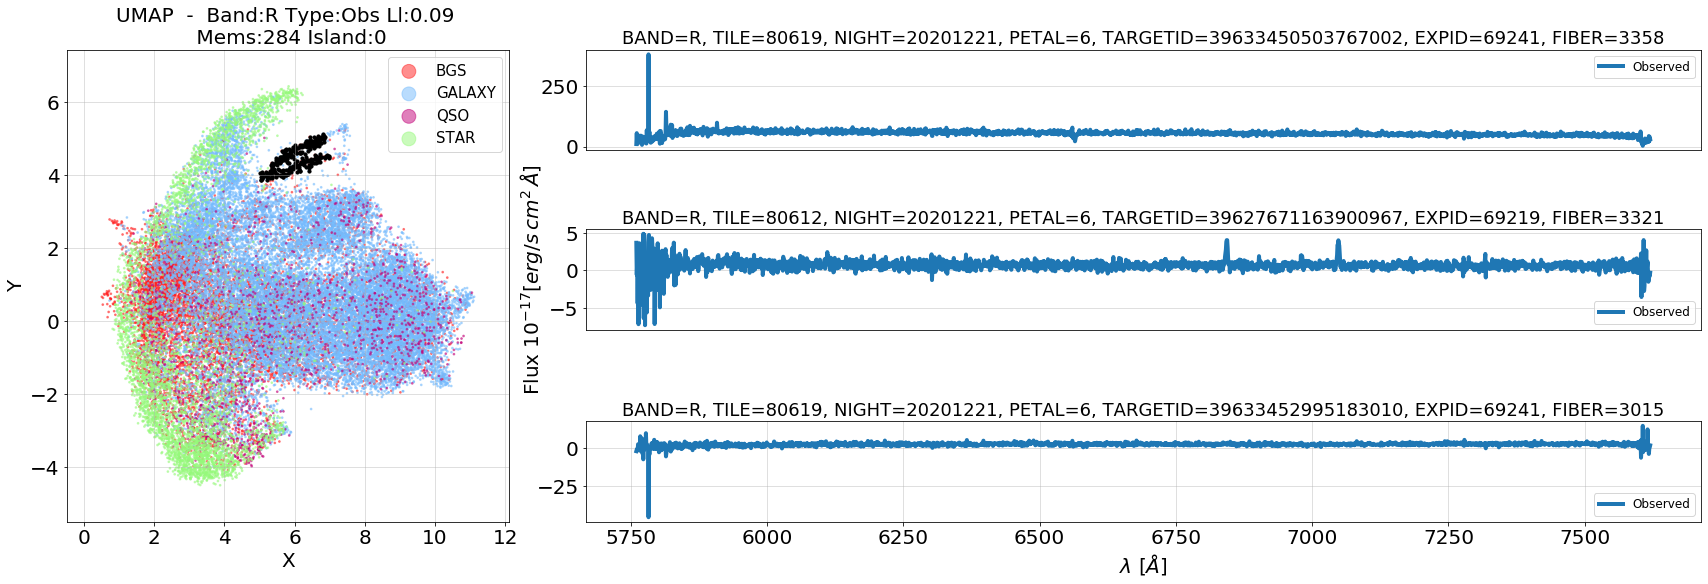 UMAP - Band:R Type:Obs Ll:0.09
Mems:284 Island:0
BGS
GALAXY
QSO
STAR
6
4
2
0
−2
−4
Y
0 2 4 6 8 10 12
X
BAND=R, TILE=80619, NIGHT=20201221, PETAL=6, TARGETID=39633450503767002, EXPID=69241, FIBER=3358
Observed
250
0
BAND=R, TILE=80612, NIGHT=20201221, PETAL=6, TARGETID=39627671163900967, EXPID=69219, FIBER=3321
5
0
−5
Observed
Flux 10⁻¹⁷[erg/s cm² Å]
BAND=R, TILE=80619, NIGHT=20201221, PETAL=6, TARGETID=39633452995183010, EXPID=69241, FIBER=3015
0
−25
Observed
5750 6000 6250 6500 6750 7000 7250 7500
λ [Å]